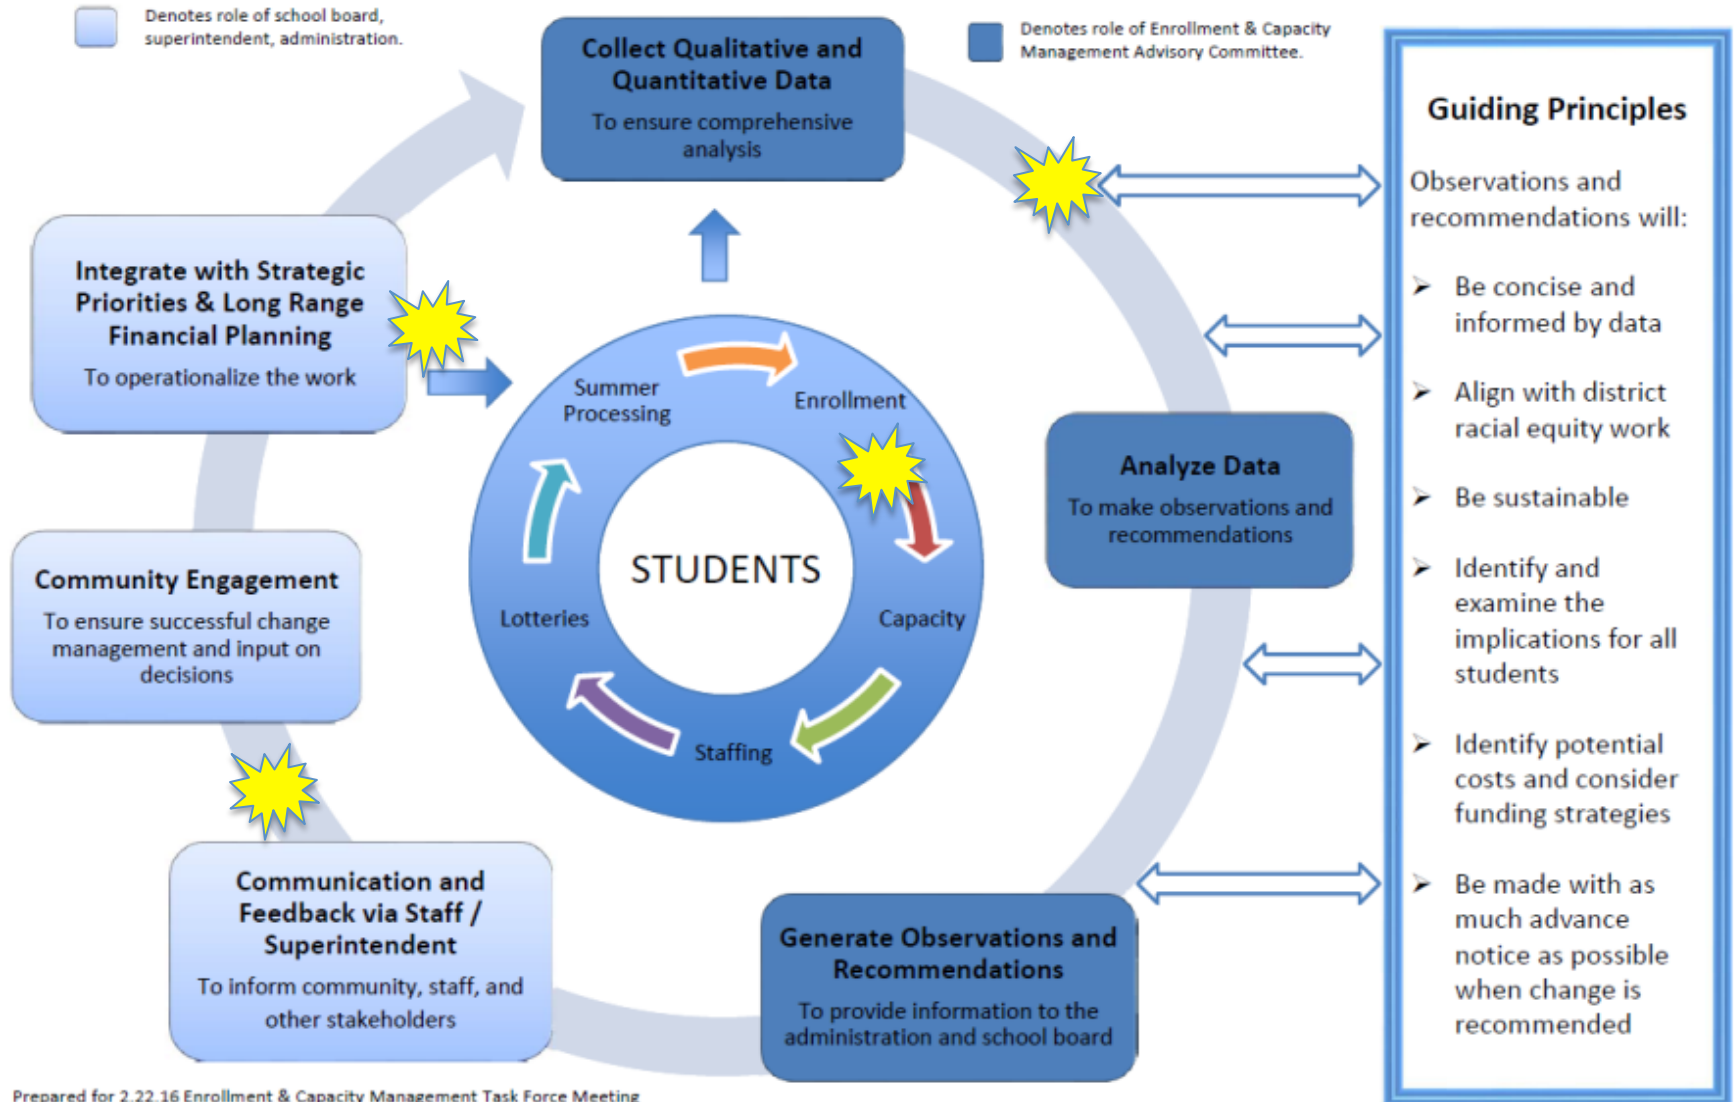 Denotes role of school board,
superintendent, administration.
Collect Qualitative and
Quantitative Data
To ensure comprehensive
analysis
Denotes role of Enrollment & Capacity
Management Advisory Committee.
Integrate with Strategic
Priorities & Long Range
Financial Planning
To operationalize the work
Community Engagement
To ensure successful change
management and input on
decisions
Communication and
Feedback via Staff /
Superintendent
To inform community, staff, and
other stakeholders
Summer
Processing
Enrollment
STUDENTS
Lotteries
Capacity
Staffing
Analyze Data
To make observations and
recommendations
Generate Observations and
Recommendations
To provide information to the
administration and school board
Guiding Principles
Observations and
recommendations will:
➤ Be concise and
informed by data
➤ Align with district
racial equity work
➤ Be sustainable
➤ Identify and
examine the
implications for all
students
➤ Identify potential
costs and consider
funding strategies
➤ Be made with as
much advance
notice as possible
when change is
recommended
Prepared for 2.22.16 Enrollment & Capacity Management Task Force Meeting